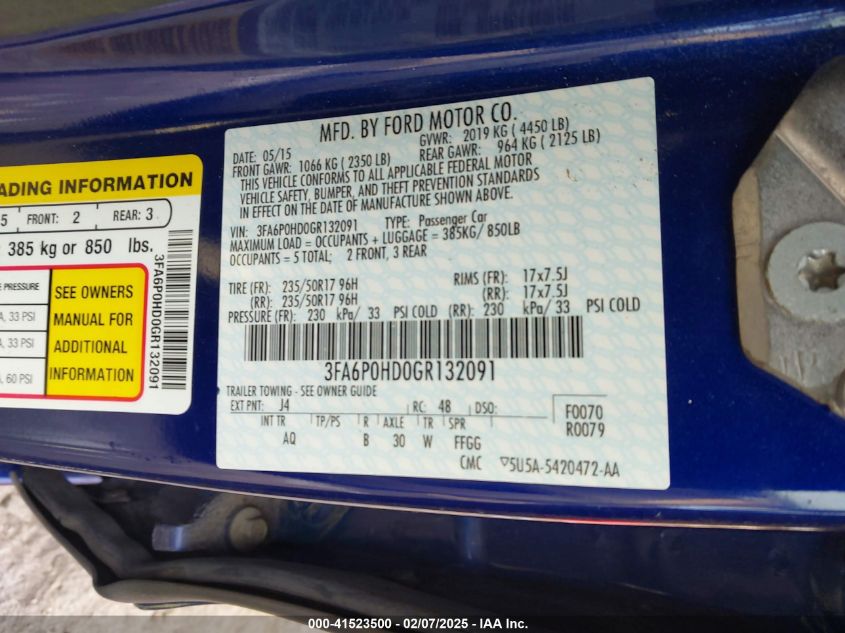 MFD. BY FORD MOTOR CO.
DATE: 05/15 GVWR: 2019 KG ( 4450 LB)
FRONT GAWR: 1066 KG ( 2350 LB) REAR GAWR: 964 KG ( 2125 LB)
THIS VEHICLE CONFORMS TO ALL APPLICABLE FEDERAL MOTOR
VEHICLE SAFETY, BUMPER, AND THEFT PREVENTION STANDARDS
IN EFFECT ON THE DATE OF MANUFACTURE SHOWN ABOVE.
VIN: 3FA6P0HD0GR132091 TYPE: Passenger Car
MAXIMUM LOAD = OCCUPANTS + LUGGAGE = 385KG/ 850LB
OCCUPANTS = 5 TOTAL: 2 FRONT, 3 REAR
TIRE (FR): 235/50R17 96H RIMS (FR): 17x7.5J
(RR): 235/50R17 96H (RR): 17x7.5J
PRESSURE (FR): 230 kPa/ 33 PSI COLD (RR): 230 kPa/ 33 PSI COLD
3FA6P0HD0GR132091
TRAILER TOWING - SEE OWNER GUIDE
EXT PNT: J4 RC: 48 DSO: F0070
R0079
INT TR TP/PS R AXLE TR SPR
AQ B 30 W FFGG
CMC ▽5U5A-5420472-AA
ADING INFORMATION
5 FRONT: 2 REAR: 3
385 kg or 850 lbs.
PRESSURE
A, 33 PSI
A, 33 PSI
A, 60 PSI
SEE OWNERS
MANUAL FOR
ADDITIONAL
INFORMATION
3FA6P0HD0GR132091
000-41523500 - 02/07/2025 - IAA Inc.